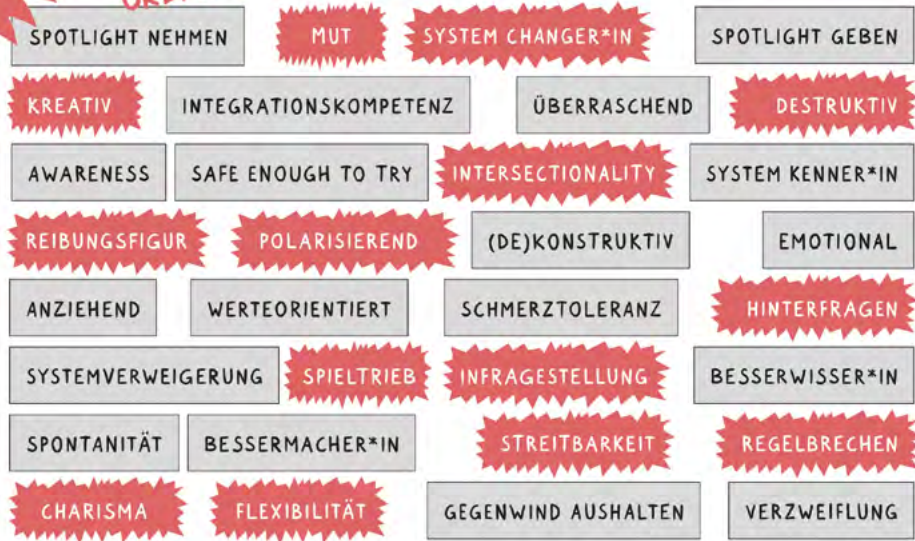 SPOTLIGHT NEHMEN MUT SYSTEM CHANGER*IN SPOTLIGHT GEBEN
KREATIV INTEGRATIONSKOMPETENZ ÜBERRASCHEND DESTRUKTIV
AWARENESS SAFE ENOUGH TO TRY INTERSECTIONALITY SYSTEM KENNER*IN
REIBUNGSFIGUR POLARISIEREND (DE)KONSTRUKTIV EMOTIONAL
ANZIEHEND WERTEORIENTIERT SCHMERZTOLERANZ HINTERFRAGEN
SYSTEMVERWEIGERUNG SPIELTRIEB INFRAGESTELLUNG BESSERWISSER*IN
SPONTANITÄT BESSERMACHER*IN STREITBARKEIT REGELBRECHEN
CHARISMA FLEXIBILITÄT GEGENWIND AUSHALTEN VERZWEIFLUNG